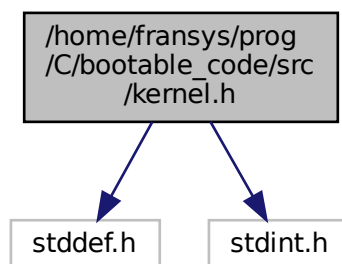 /home/fransys/prog
/C/bootable_code/src
/kernel.h
stddef.h
stdint.h